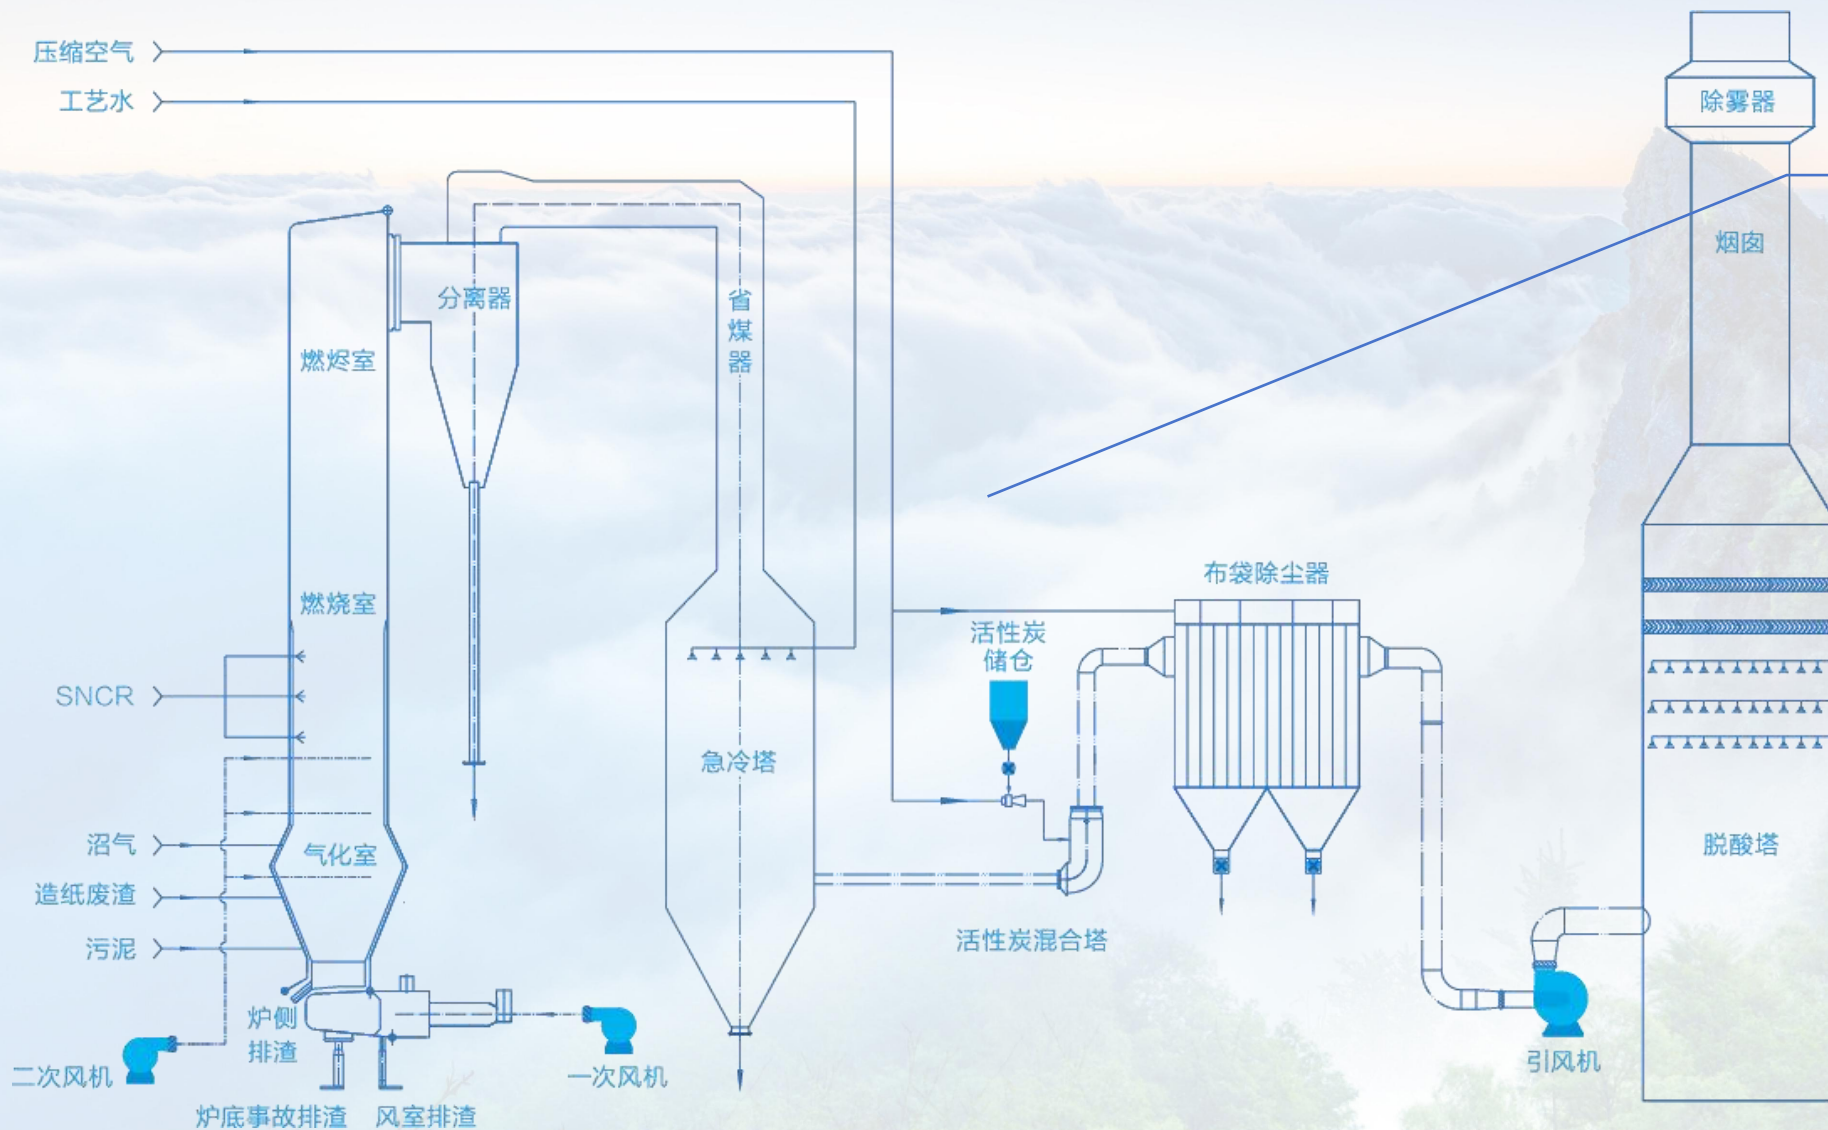 压缩空气
工艺水
除雾器
烟囱
分离器
省
煤
器
燃烬室
布袋除尘器
燃烧室
活性炭
储仓
SNCR
急冷塔
沼气
气化室
脱酸塔
造纸废渣
污泥
活性炭混合塔
炉侧
排渣
二次风机
一次风机
引风机
炉底事故排渣
风室排渣